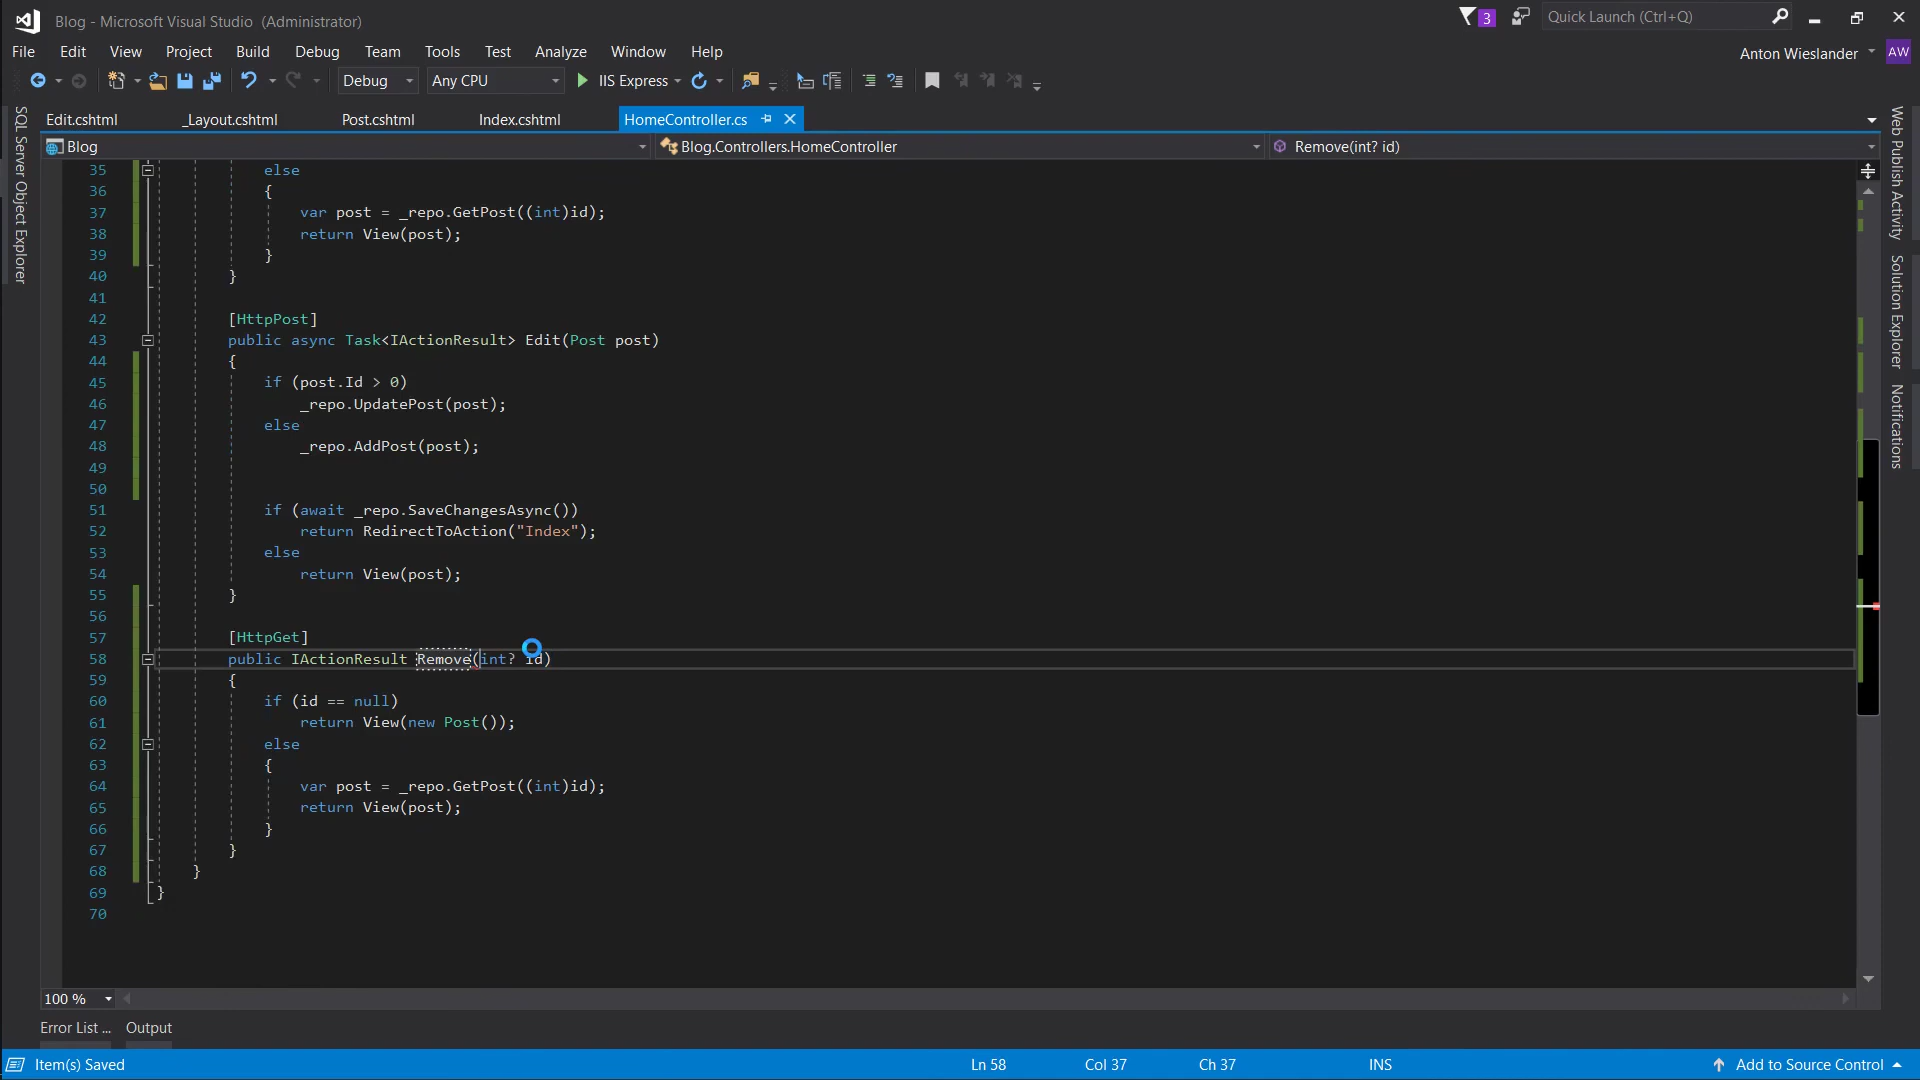 Blog - Microsoft Visual Studio (Administrator)
3
Quick Launch (Ctrl+Q)
File Edit View Project Build Debug Team Tools Test Analyze Window Help
Anton Wieslander
AW
Debug Any CPU IIS Express
Edit.cshtml _Layout.cshtml Post.cshtml Index.cshtml HomeController.cs
Blog Blog.Controllers.HomeController Remove(int? id)
SQL Server Object Explorer
Web Publish Activity
Solution Explorer
Notifications
35 else
36 {
37 var post = _repo.GetPost((int)id);
38 return View(post);
39 }
40 }
41
42 [HttpPost]
43 public async Task<IActionResult> Edit(Post post)
44 {
45 if (post.Id > 0)
46 _repo.UpdatePost(post);
47 else
48 _repo.AddPost(post);
49
50
51 if (await _repo.SaveChangesAsync())
52 return RedirectToAction("Index");
53 else
54 return View(post);
55 }
56
57 [HttpGet]
58 public IActionResult Remove(int? id)
59 {
60 if (id == null)
61 return View(new Post());
62 else
63 {
64 var post = _repo.GetPost((int)id);
65 return View(post);
66 }
67 }
68 }
69 }
70
100 %
Error List ... Output
Item(s) Saved Ln 58 Col 37 Ch 37 INS Add to Source Control